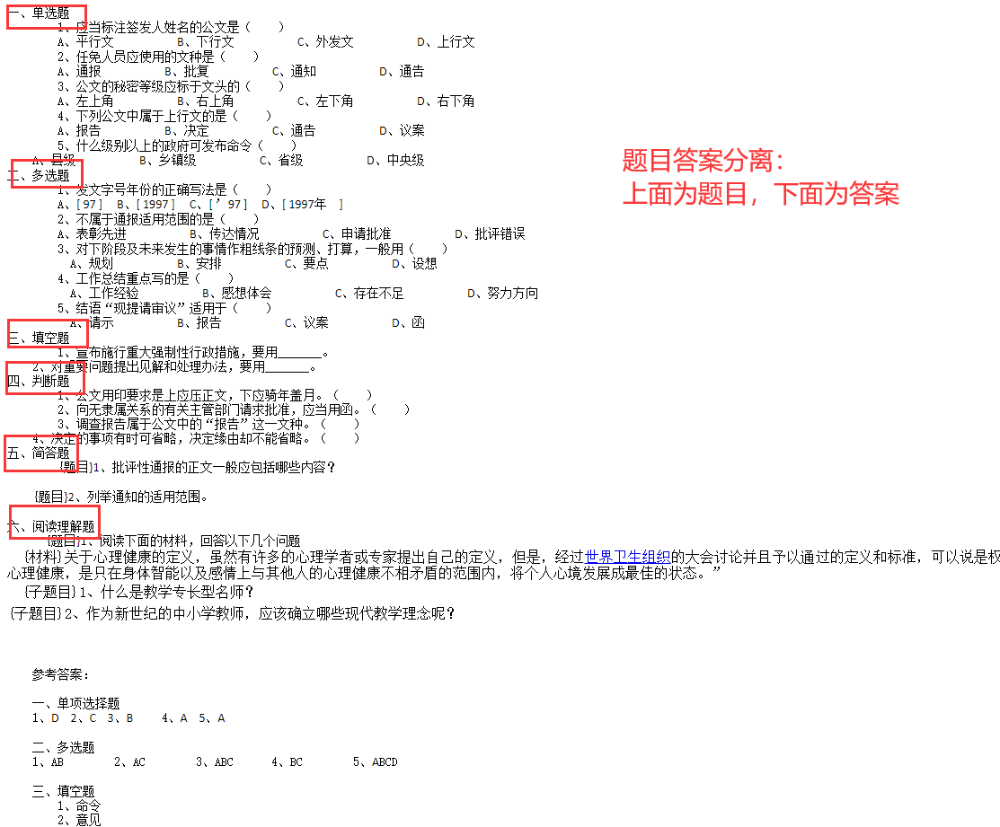 一、单选题
1、应当标注签发人姓名的公文是（　　）
A、平行文　　B、下行文　　C、外发文　　D、上行文
2、任免人员应使用的文种是（　　）
A、通报　　B、批复　　C、通知　　D、通告
3、公文的秘密等级应标于文头的（　　）
A、左上角　　B、右上角　　C、左下角　　D、右下角
4、下列公文中属于上行文的是（　　）
A、报告　　B、决定　　C、通告　　D、议案
5、什么级别以上的政府可发布命令（　　）
A、县级　　B、乡镇级　　C、省级　　D、中央级
题目答案分离：
上面为题目，下面为答案
二、多选题
1、发文字号年份的正确写法是（　　）
A、[97]　B、[1997]　C、[’97]　D、[1997年　]
2、不属于通报适用范围的是（　　）
A、表彰先进　　B、传达情况　　C、申请批准　　D、批评错误
3、对下阶段及未来发生的事情作粗线条的预测、打算，一般用（　　）
A、规划　　B、安排　　C、要点　　D、设想
4、工作总结重点写的是（　　）
A、工作经验　　B、感想体会　　C、存在不足　　D、努力方向
5、结语“现提请审议”适用于（　　）
A、请示　　B、报告　　C、议案　　D、函
三、填空题
1、宣布施行重大强制性行政措施，要用______。
2、对重要问题提出见解和处理办法，要用______。
四、判断题
1、公文用印要求是上应压正文，下应骑年盖月。（　　）
2、向无隶属关系的有关主管部门请求批准，应当用函。（　　）
3、调查报告属于公文中的“报告”这一文种。（　　）
4、决定的事项有时可省略，决定缘由却不能省略。（　　）
五、简答题
{题目}1、批评性通报的正文一般应包括哪些内容？
{题目}2、列举通知的适用范围。
六、阅读理解题
{题目}1、阅读下面的材料，回答以下几个问题
{材料}关于心理健康的定义，虽然有许多的心理学者或专家提出自己的定义，但是，经过世界卫生组织的大会讨论并且予以通过的定义和标准，可以说是权
心理健康，是只在身体智能以及感情上与其他人的心理健康不相矛盾的范围内，将个人心境发展成最佳的状态。”
{子题目}1、什么是教学专长型名师？
{子题目}2、作为新世纪的中小学教师，应该确立哪些现代教学理念呢？
参考答案：
一、单项选择题
1、D　2、C　3、B　　4、A　5、A
二、多选题
1、AB　　2、AC　　3、ABC　　4、BC　　5、ABCD
三、填空题
1、命令
2、意见